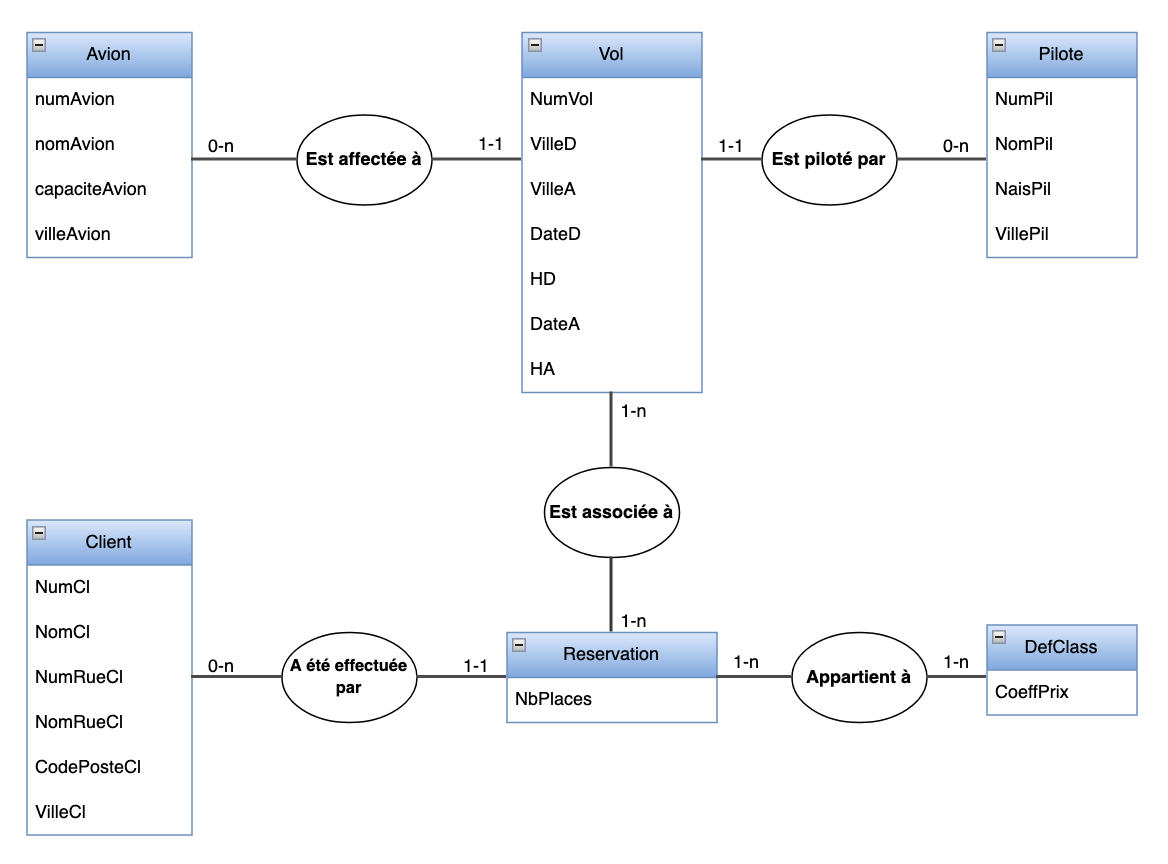 Avion
numAvion
nomAvion
capaciteAvion
villeAvion
0-n
Est affectée à
1-1
Vol
NumVol
VilleD
VilleA
DateD
HD
DateA
HA
1-1
Est piloté par
0-n
Pilote
NumPil
NomPil
NaisPil
VillePil
1-n
Est associée à
1-n
Client
NumCl
NomCl
NumRueCl
NomRueCl
CodePosteCl
VilleCl
0-n
A été effectuée
par
1-1
Reservation
NbPlaces
1-n
Appartient à
1-n
DefClass
CoeffPrix